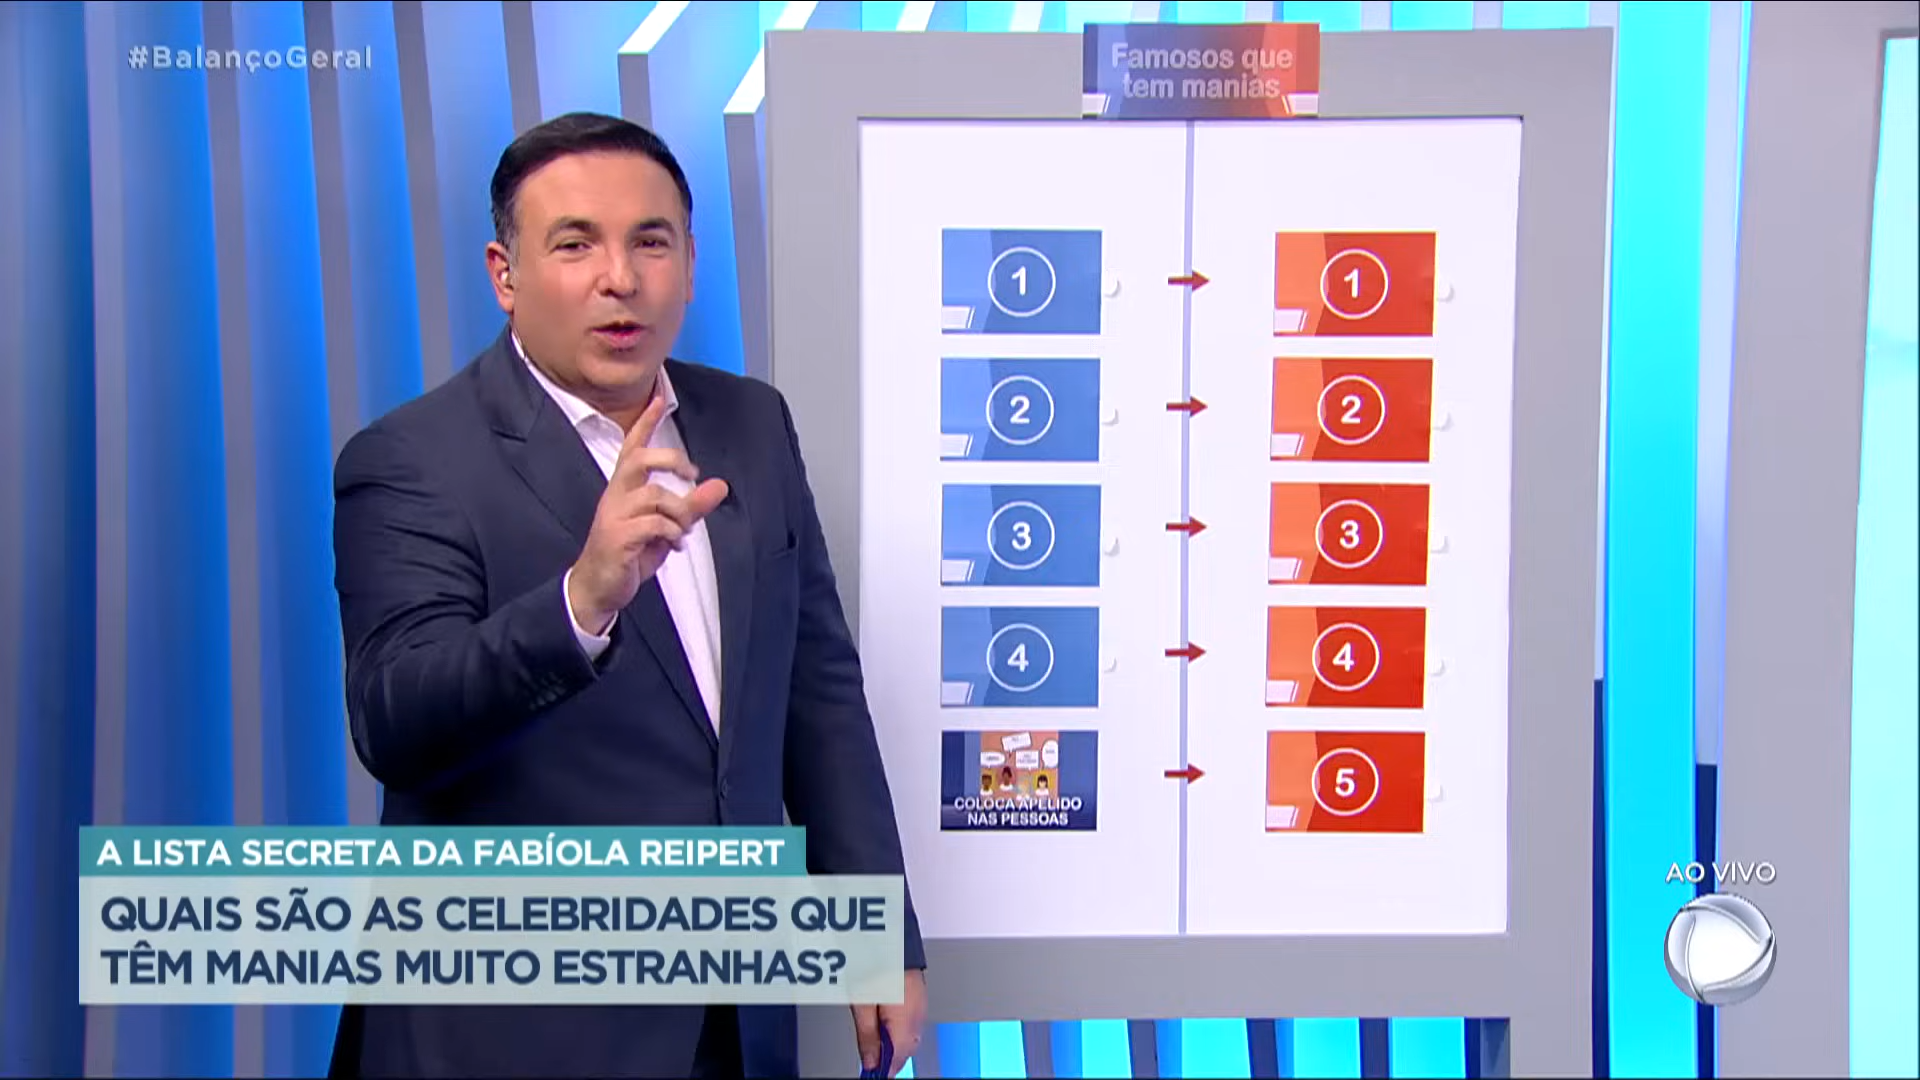 #BalançoGeral
Famosos que
tem manias
1
1
2
2
3
3
4
4
COLOCA APELIDO
NAS PESSOAS
5
A LISTA SECRETA DA FABÍOLA REIPERT
QUAIS SÃO AS CELEBRIDADES QUE
TÊM MANIAS MUITO ESTRANHAS?
AO VIVO